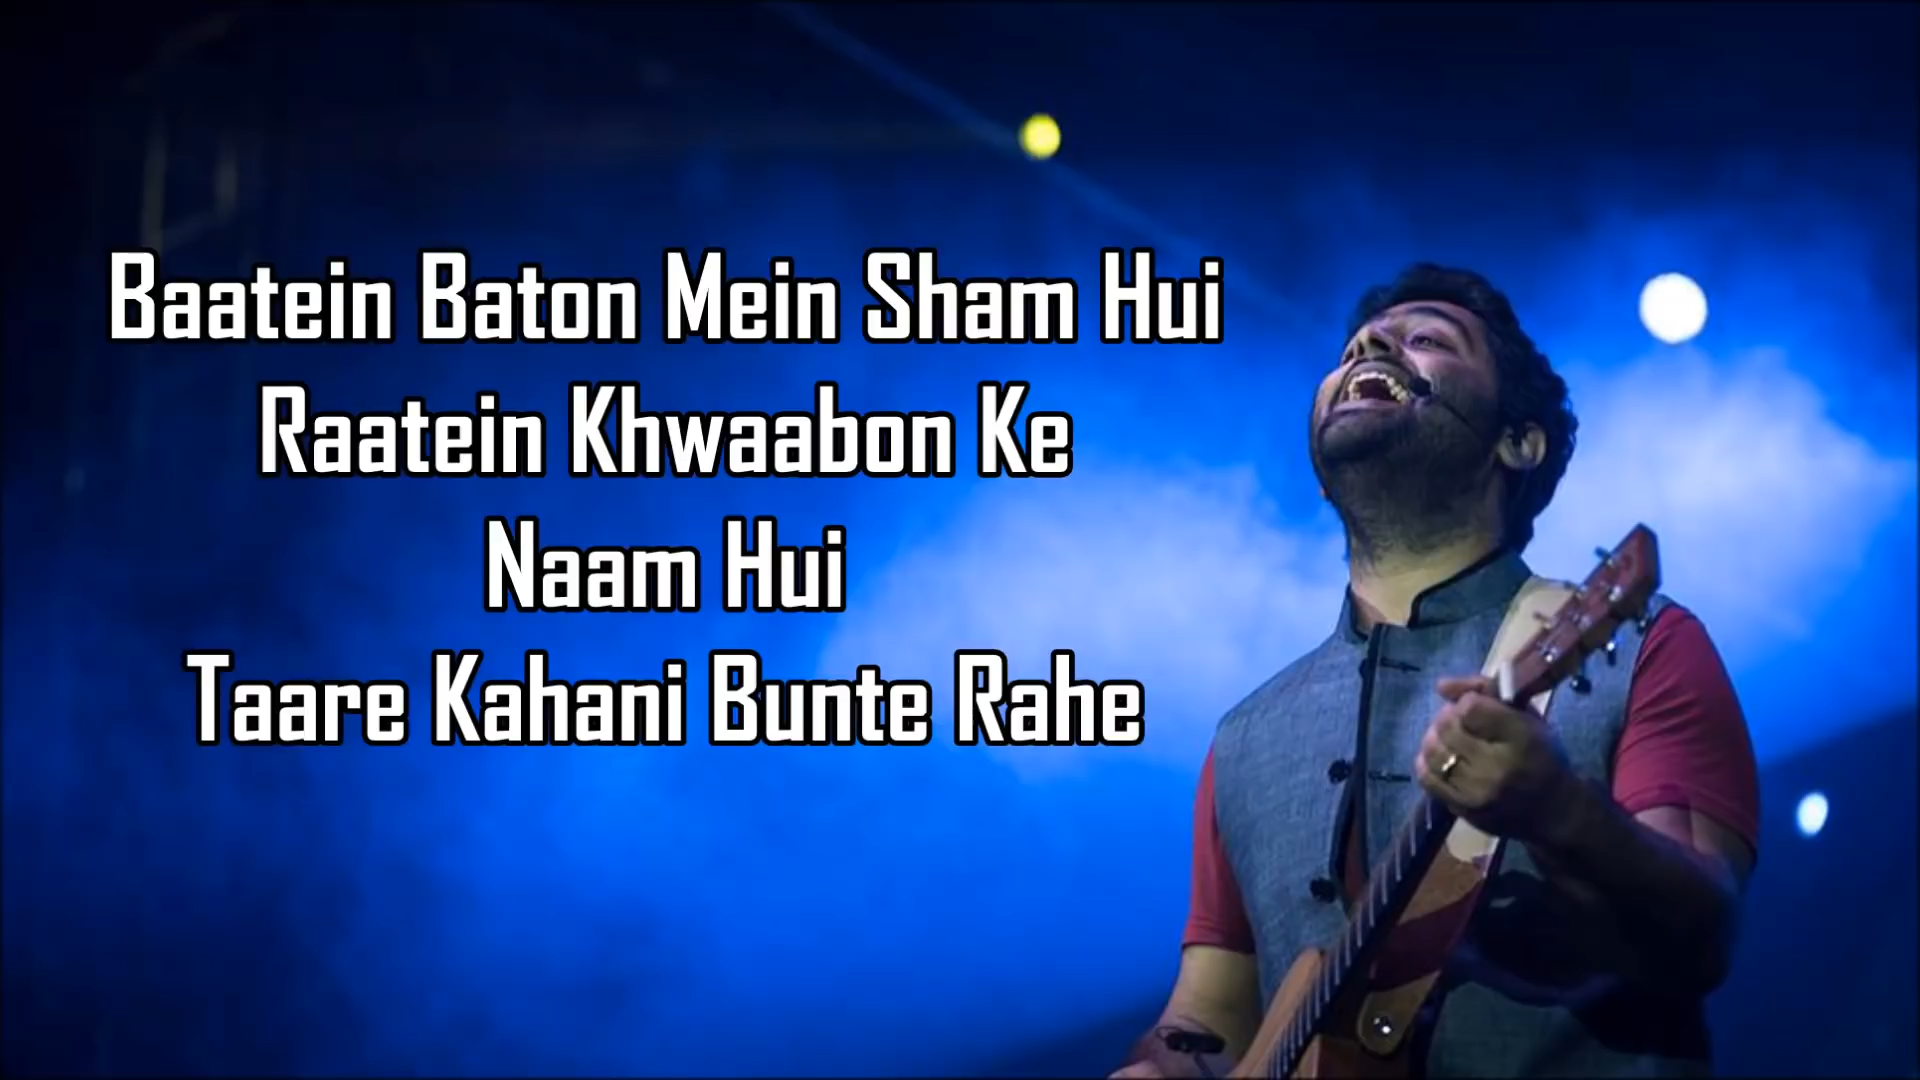 Baatein Baton Mein Sham Hui
Raatein Khwaabon Ke
Naam Hui
Taare Kahani Bunte Rahe